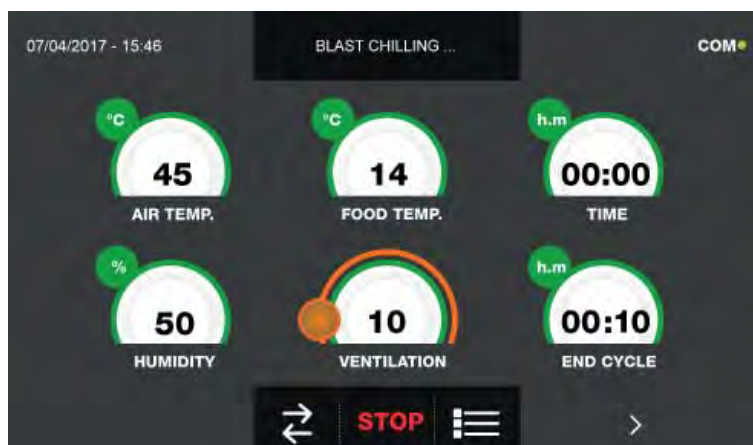 07/04/2017 - 15:46
BLAST CHILLING ...
COM
°C
45
AIR TEMP.
°C
14
FOOD TEMP.
h.m
00:00
TIME
%
50
HUMIDITY
10
VENTILATION
h.m
00:10
END CYCLE
STOP